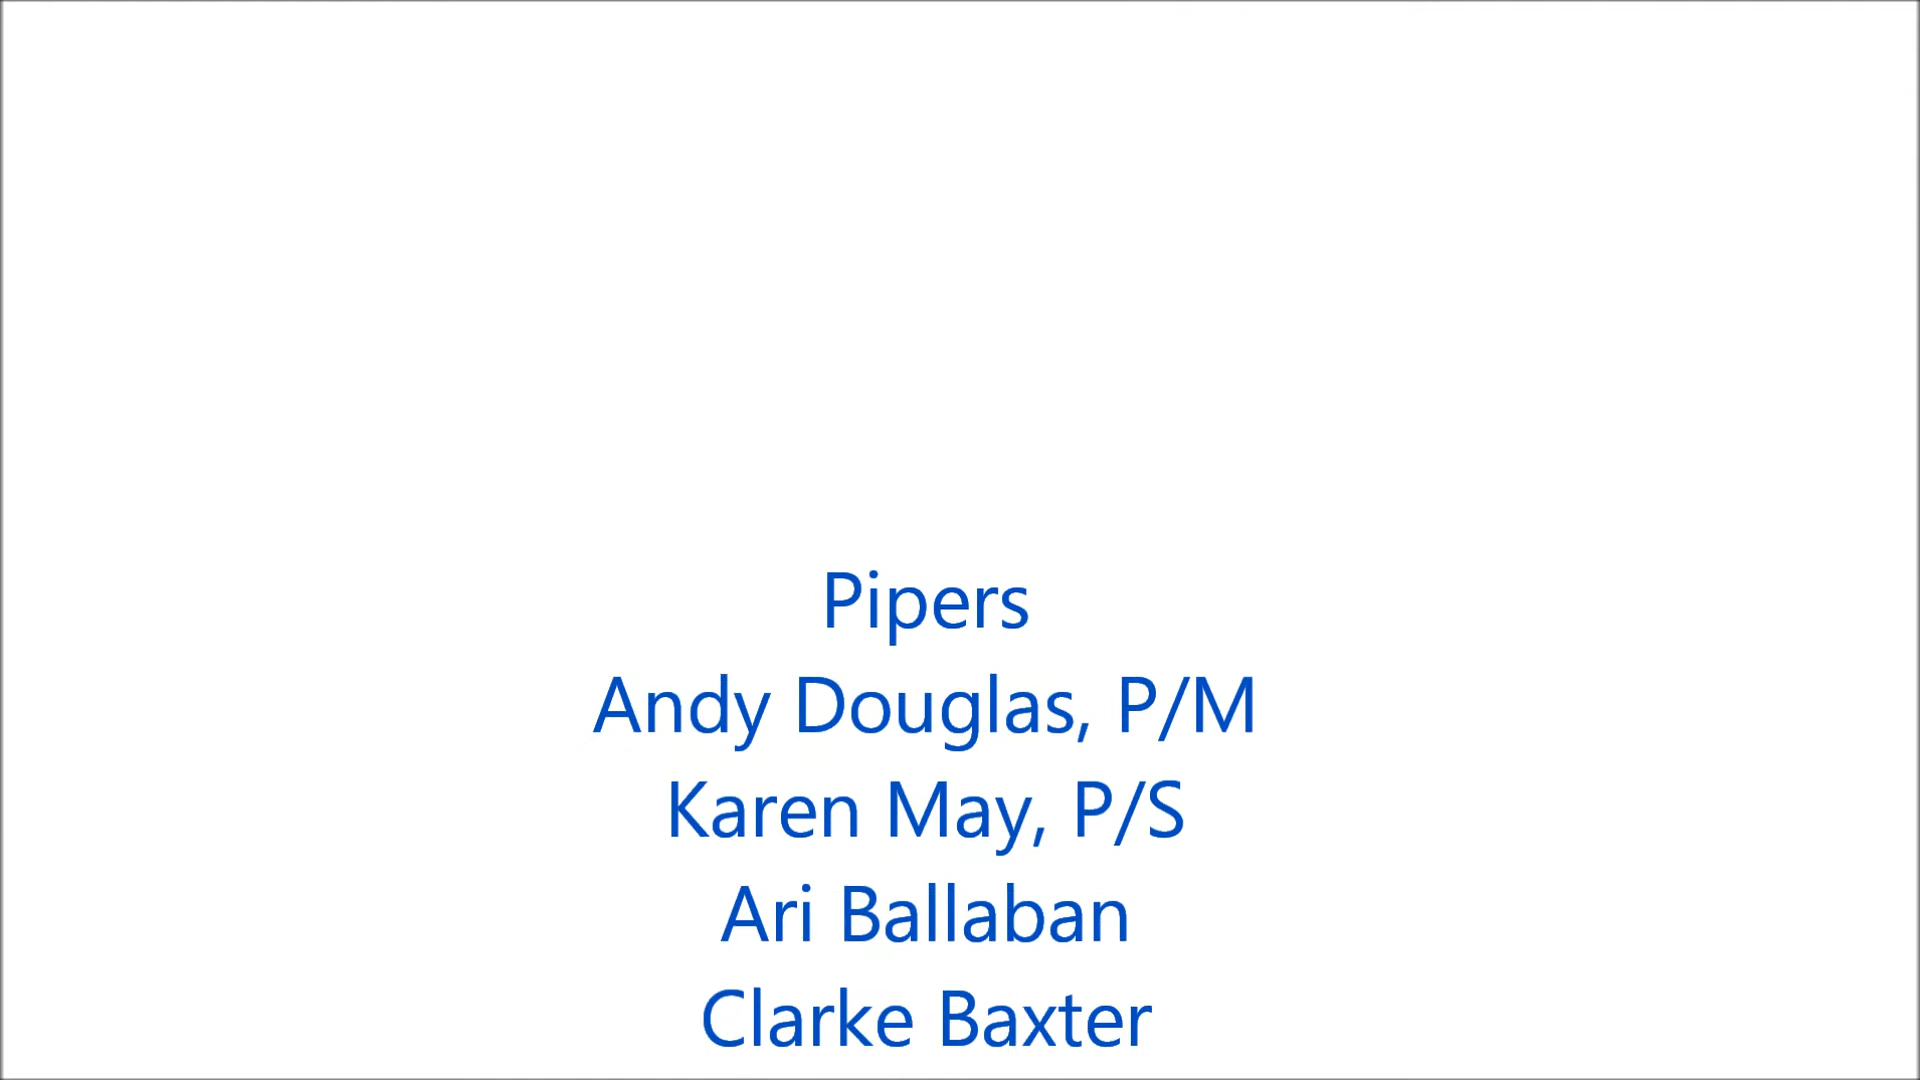 Pipers
Andy Douglas, P/M
Karen May, P/S
Ari Ballaban
Clarke Baxter